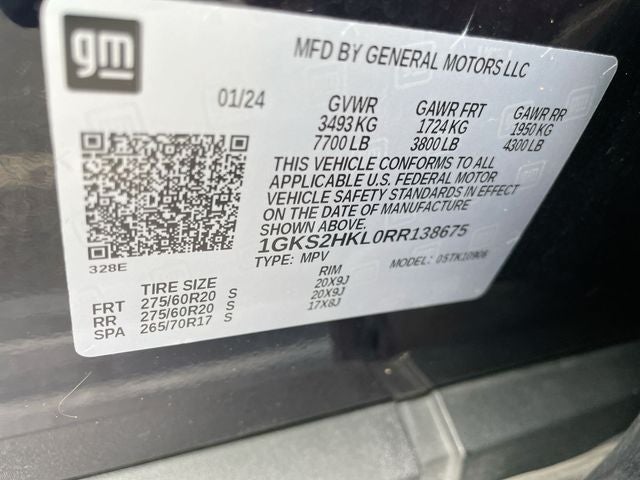 gm
MFD BY GENERAL MOTORS LLC
01/24 GVWR GAWR FRT GAWR RR
3493 KG 1724 KG 1950 KG
7700 LB 3800 LB 4300 LB
THIS VEHICLE CONFORMS TO ALL
APPLICABLE U.S. FEDERAL MOTOR
VEHICLE SAFETY STANDARDS IN EFFECT
ON THE DATE OF MANUFACTURE
SHOWN ABOVE.
1GKS2HKL0RR138675
TYPE: MPV MODEL: 05TK10906
328E
TIRE SIZE RIM
FRT 275/60R20 S 20X9J
RR 275/60R20 S 20X9J
SPA 265/70R17 S 17X8J